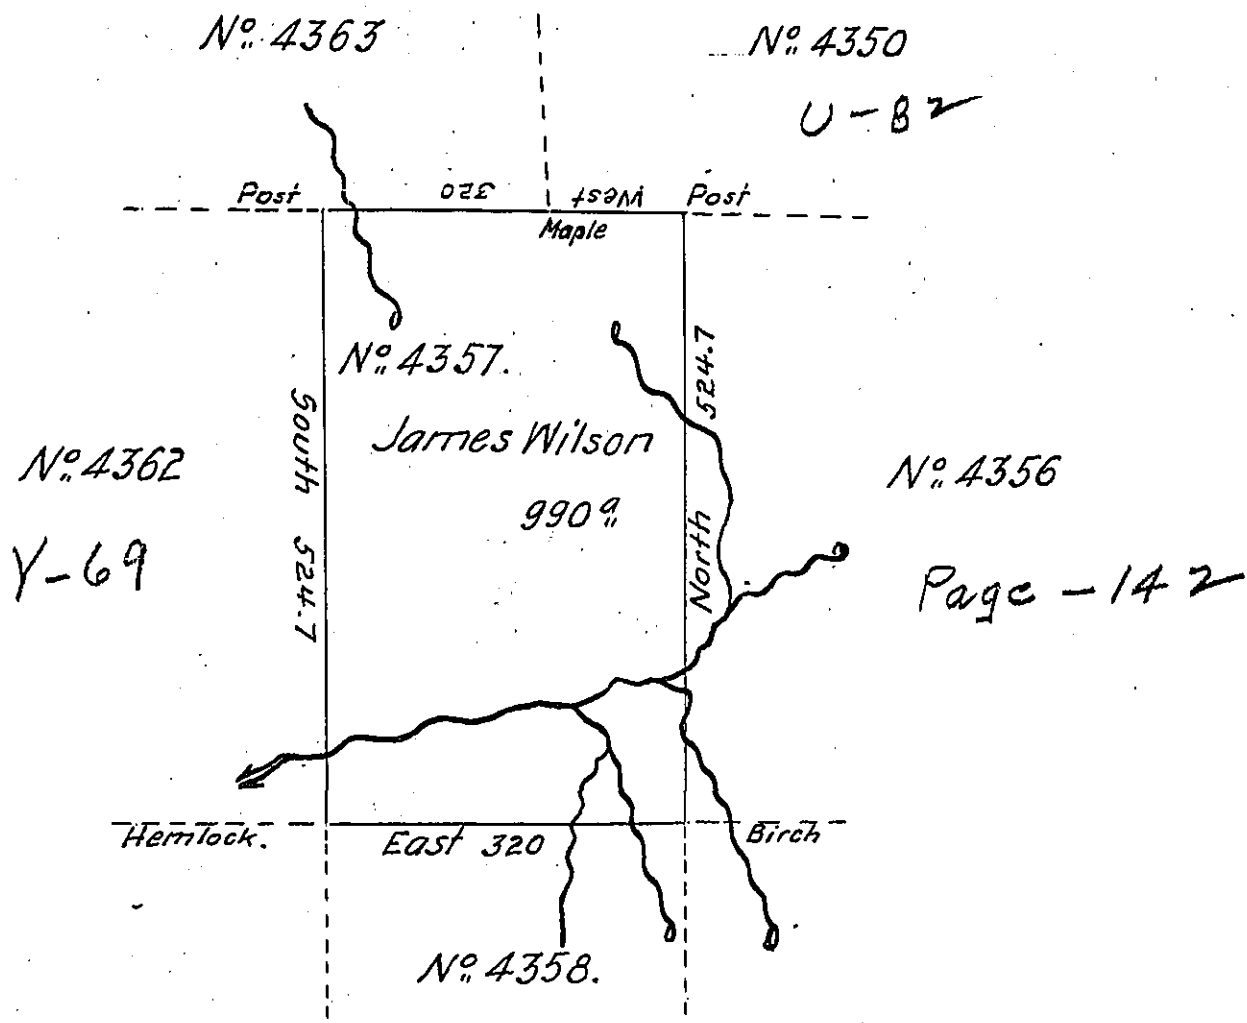 Nº 4363
Nº 4350
U-82
Post
320
West
Post
Maple
Nº 4357.
524.7
South 524.7
James Wilson
Nº 4362
Nº 4356
990 a
North
Y-69
Page - 142
Hemlock.
East 320
Birch
Nº 4358.